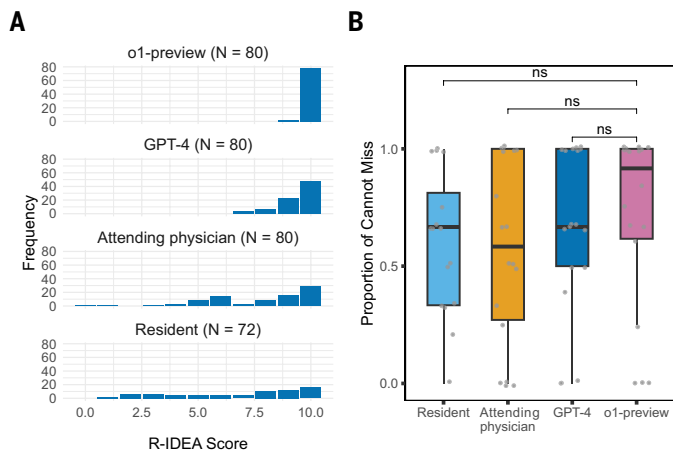 A
o1-preview (N = 80)
80
60
40
20
0
GPT-4 (N = 80)
80
60
40
20
0
Attending physician (N = 80)
80
60
40
20
0
Resident (N = 72)
80
60
40
20
0
0.0 2.5 5.0 7.5 10.0
Frequency
R-IDEA Score
B
ns
ns
ns
1.0
0.5
0.0
Proportion of Cannot Miss
Resident Attending GPT-4 o1-preview
physician